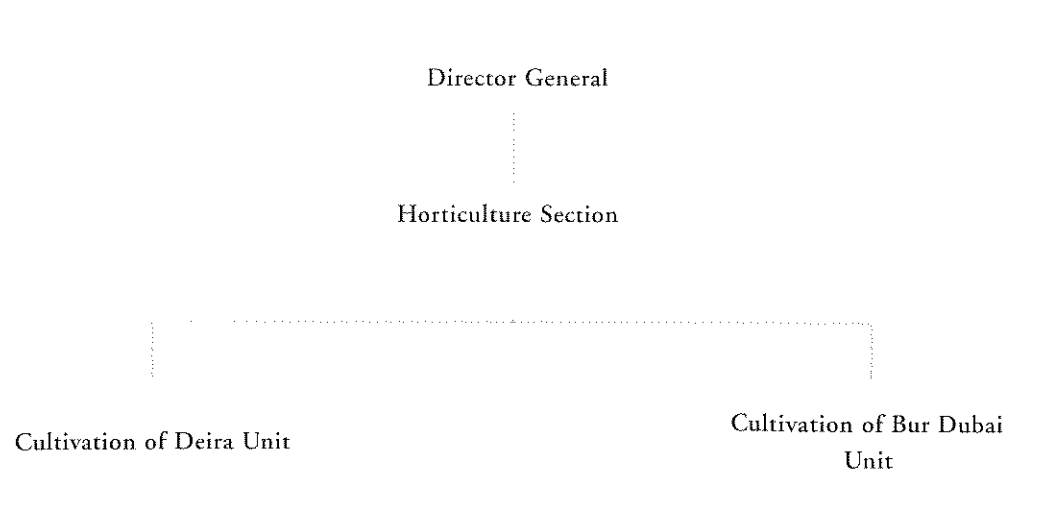 Director General
Horticulture Section
Cultivation of Deira Unit
Cultivation of Bur Dubai
Unit